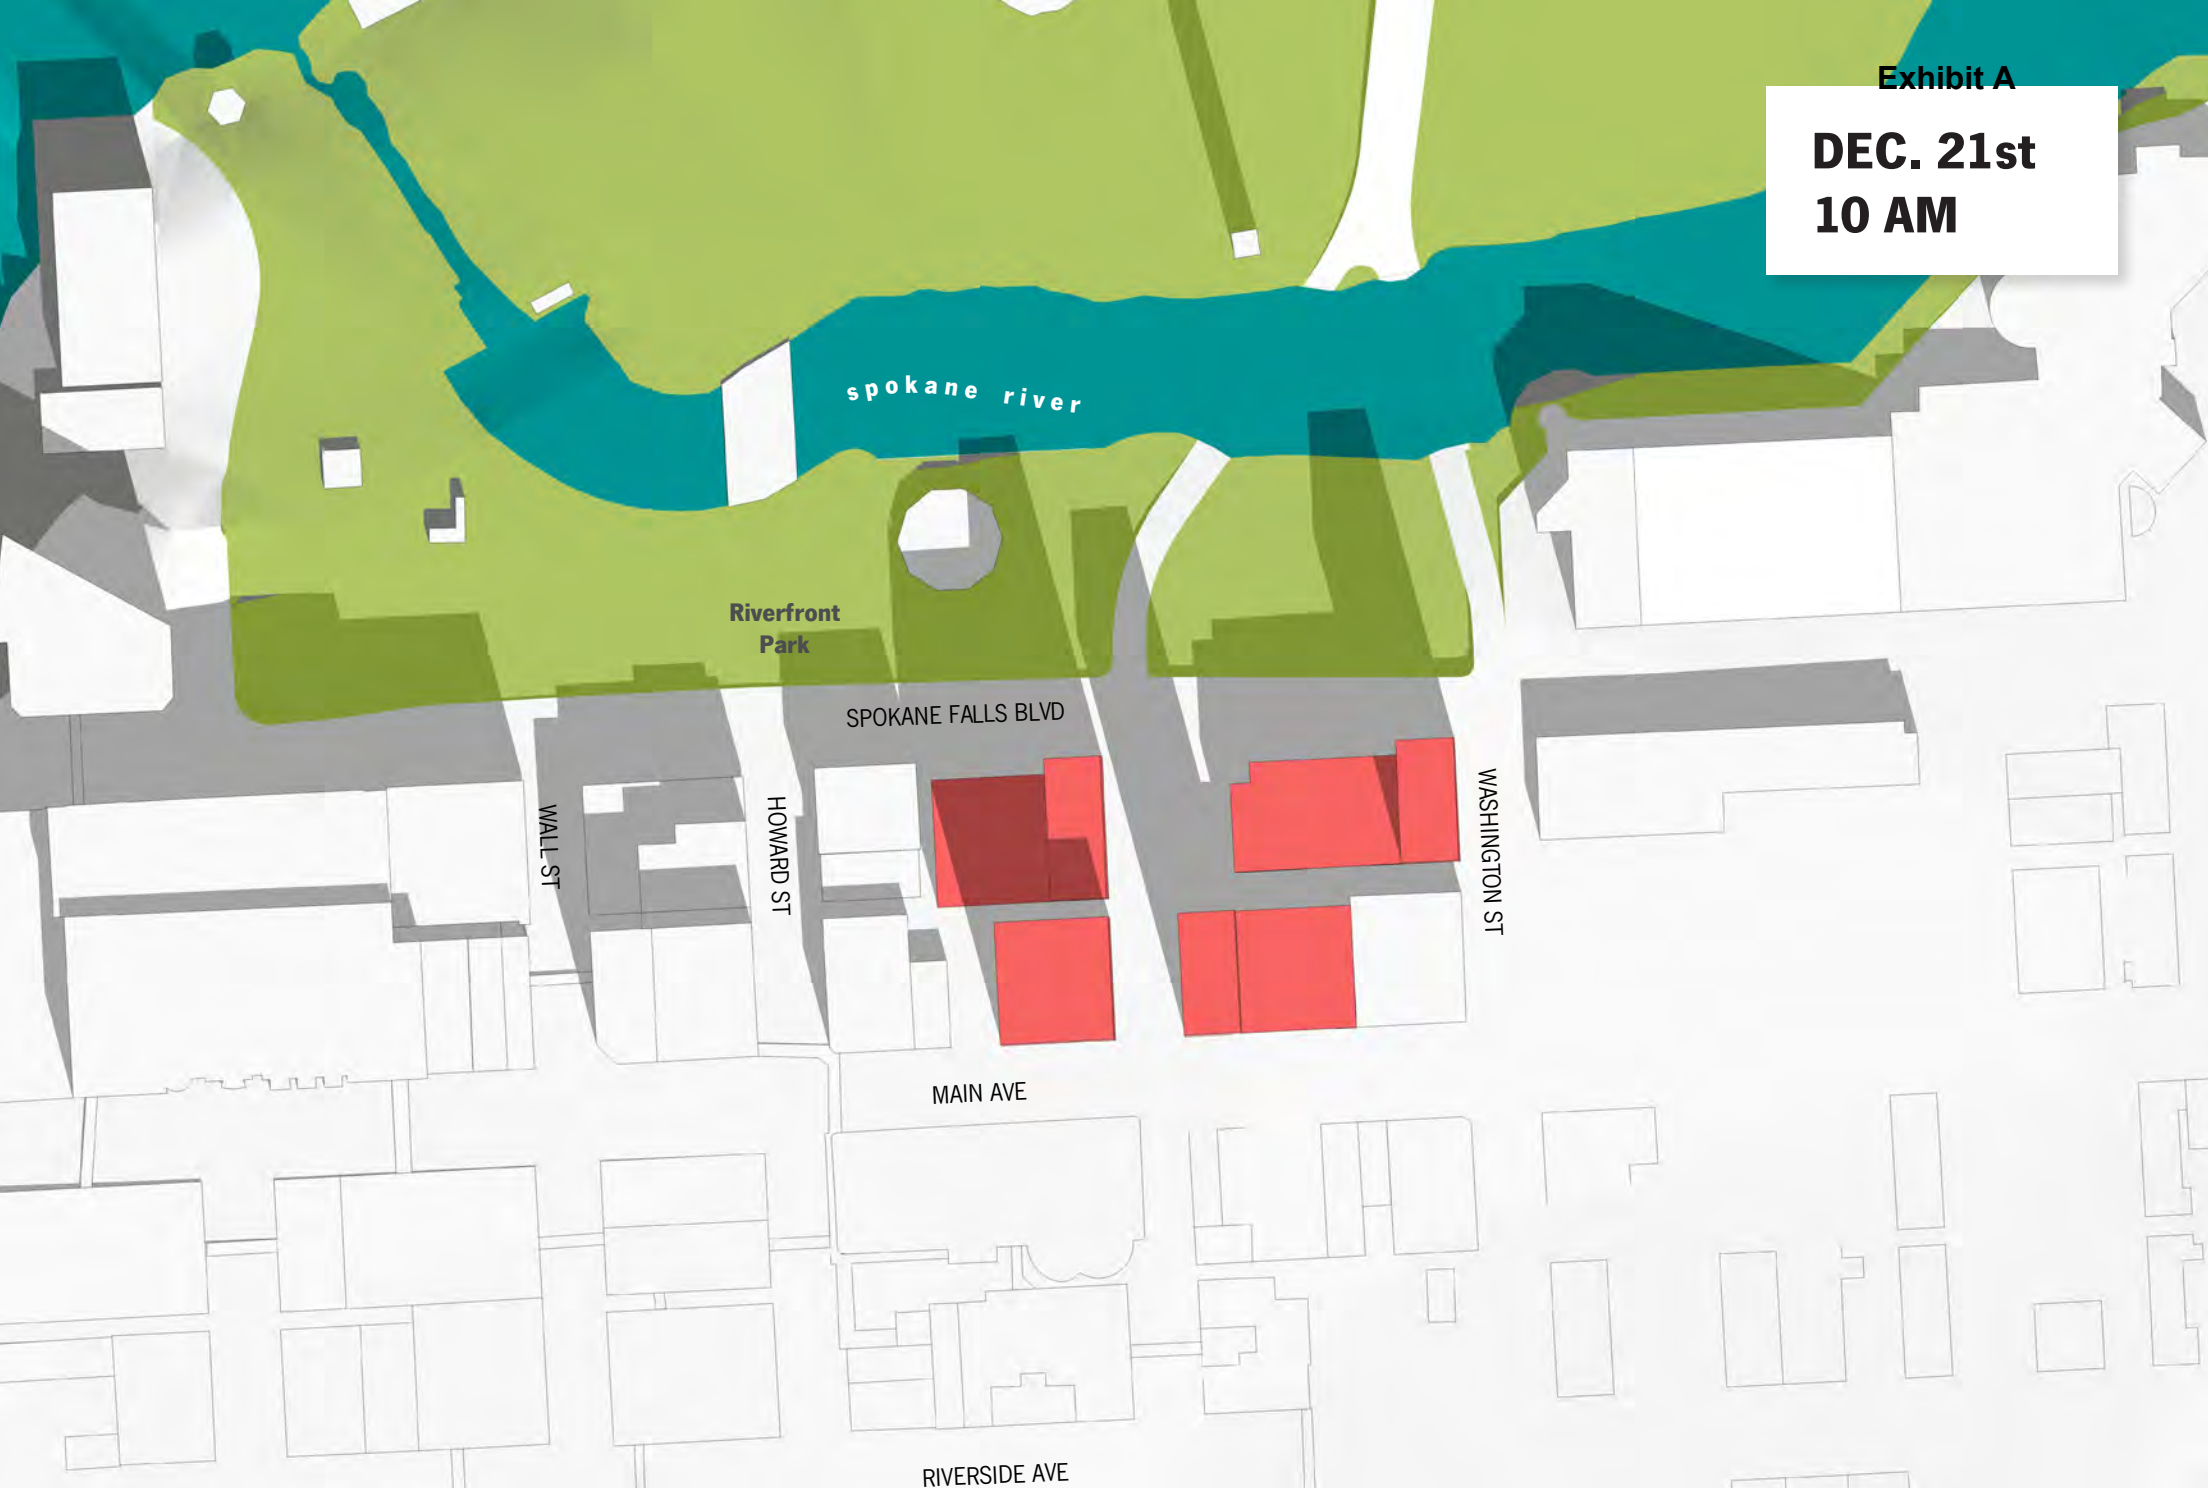 Exhibit A
DEC. 21st
10 AM
spokane river
Riverfront
Park
SPOKANE FALLS BLVD
WALL ST
HOWARD ST
WASHINGTON ST
MAIN AVE
RIVERSIDE AVE